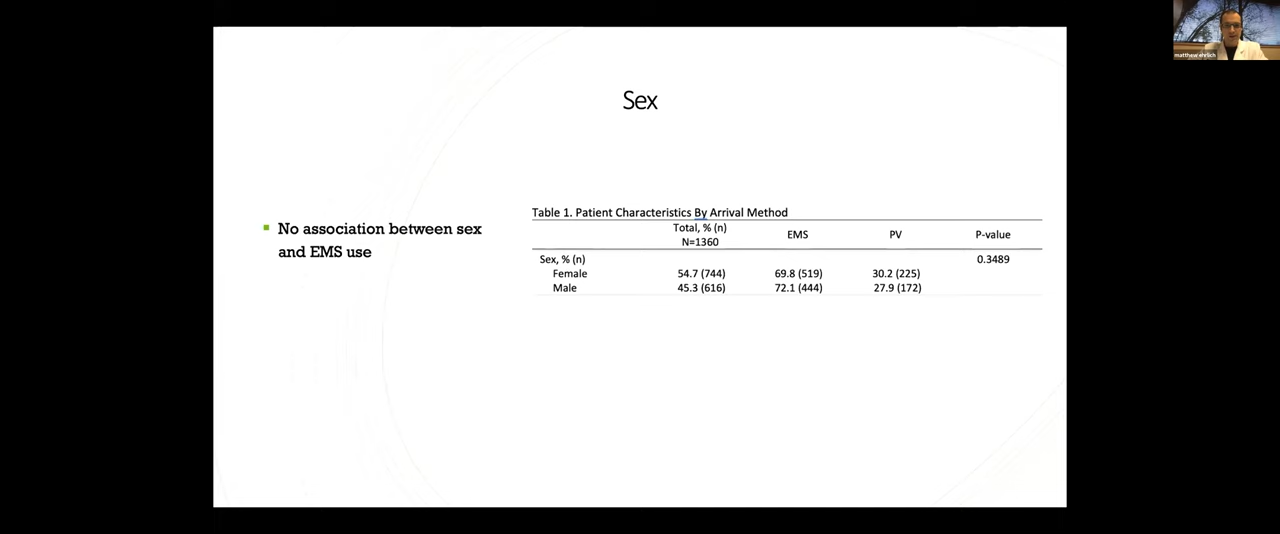 matthew ehrlich
Sex
No association between sex
and EMS use
Table 1. Patient Characteristics By Arrival Method
Total, % (n)
N=1360 EMS PV P-value
Sex, % (n) 0.3489
Female 54.7 (744) 69.8 (519) 30.2 (225)
Male 45.3 (616) 72.1 (444) 27.9 (172)